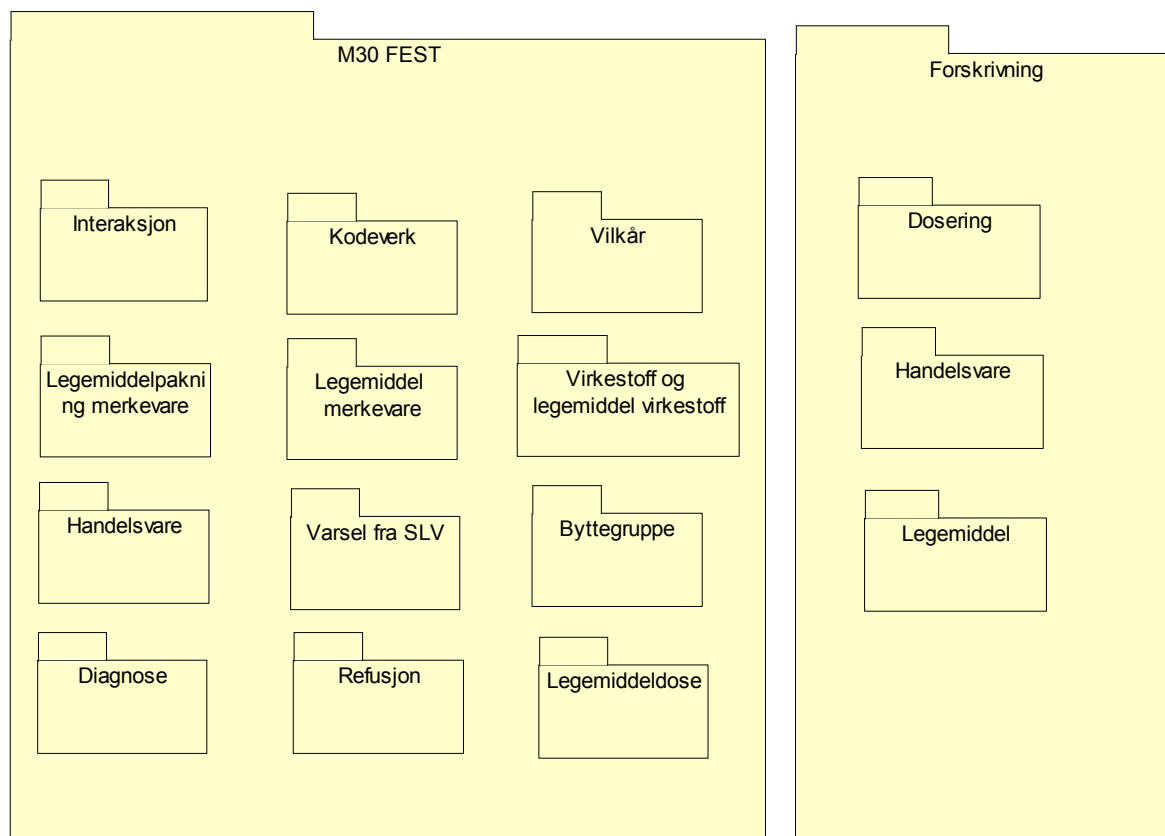 M30 FEST
Interaksjon
Kodeverk
Vilkår
Legemiddelpakni
ng merkevare
Legemiddel
merkevare
Virkestoff og
legemiddel virkestoff
Handelsvare
Varsel fra SLV
Byttegruppe
Diagnose
Refusjon
Legemiddeldose
Forskrivning
Dosering
Handelsvare
Legemiddel